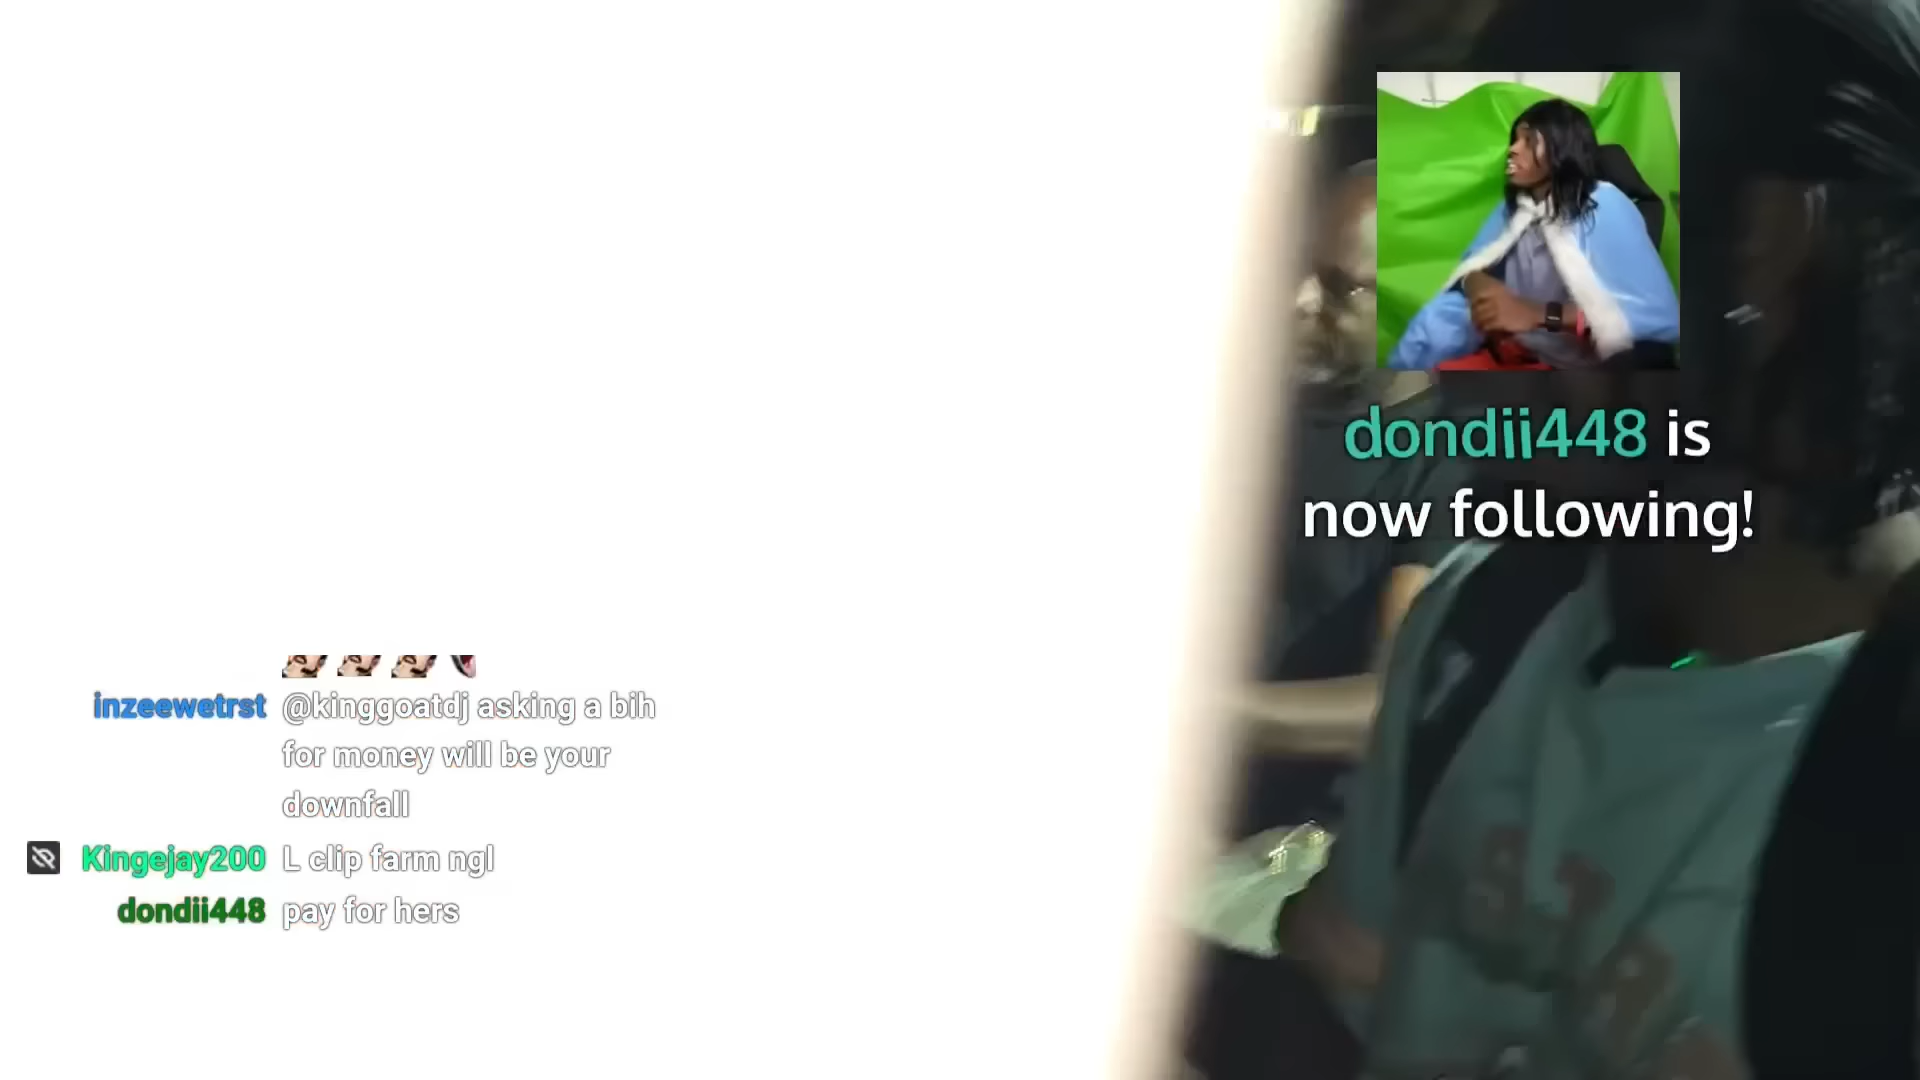 dondii448 is
now following!
inzeewetrst @kinggoatdj asking a bih
for money will be your
downfall
Kingejay200 L clip farm ngl
dondii448 pay for hers